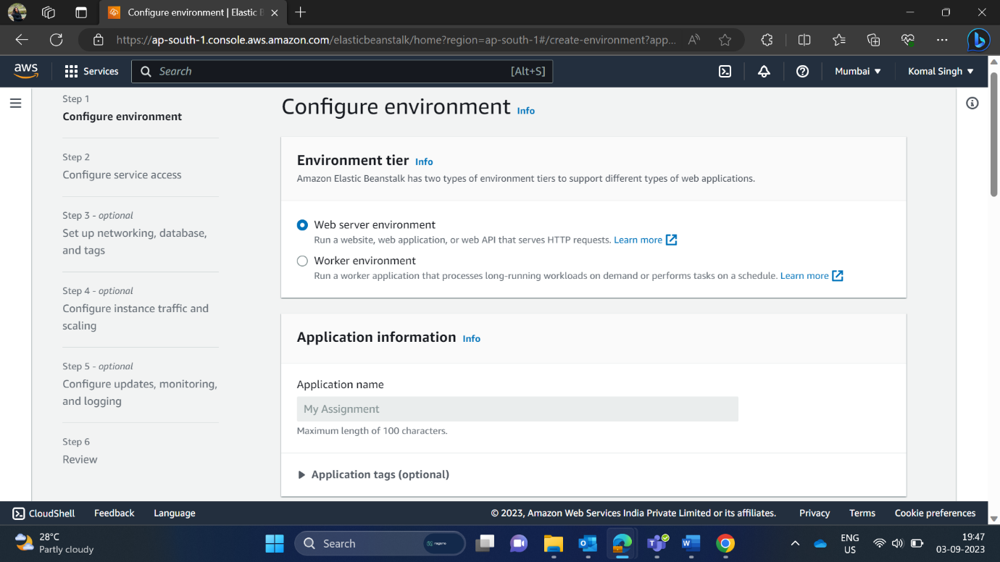 Configure environment | Elastic B
https://ap-south-1.console.aws.amazon.com/elasticbeanstalk/home?region=ap-south-1#/create-environment?app...
aws
Services
Search
[Alt+S]
Mumbai
Komal Singh
Step 1
Configure environment
Step 2
Configure service access
Step 3 - optional
Set up networking, database,
and tags
Step 4 - optional
Configure instance traffic and
scaling
Step 5 - optional
Configure updates, monitoring,
and logging
Step 6
Review
Configure environment Info
Environment tier Info
Amazon Elastic Beanstalk has two types of environment tiers to support different types of web applications.
Web server environment
Run a website, web application, or web API that serves HTTP requests. Learn more
Worker environment
Run a worker application that processes long-running workloads on demand or performs tasks on a schedule. Learn more
Application information Info
Application name
My Assignment
Maximum length of 100 characters.
Application tags (optional)
CloudShell Feedback Language © 2023, Amazon Web Services India Private Limited or its affiliates. Privacy Terms Cookie preferences
28°C
Partly cloudy
Search
ENG
US
19:47
03-09-2023